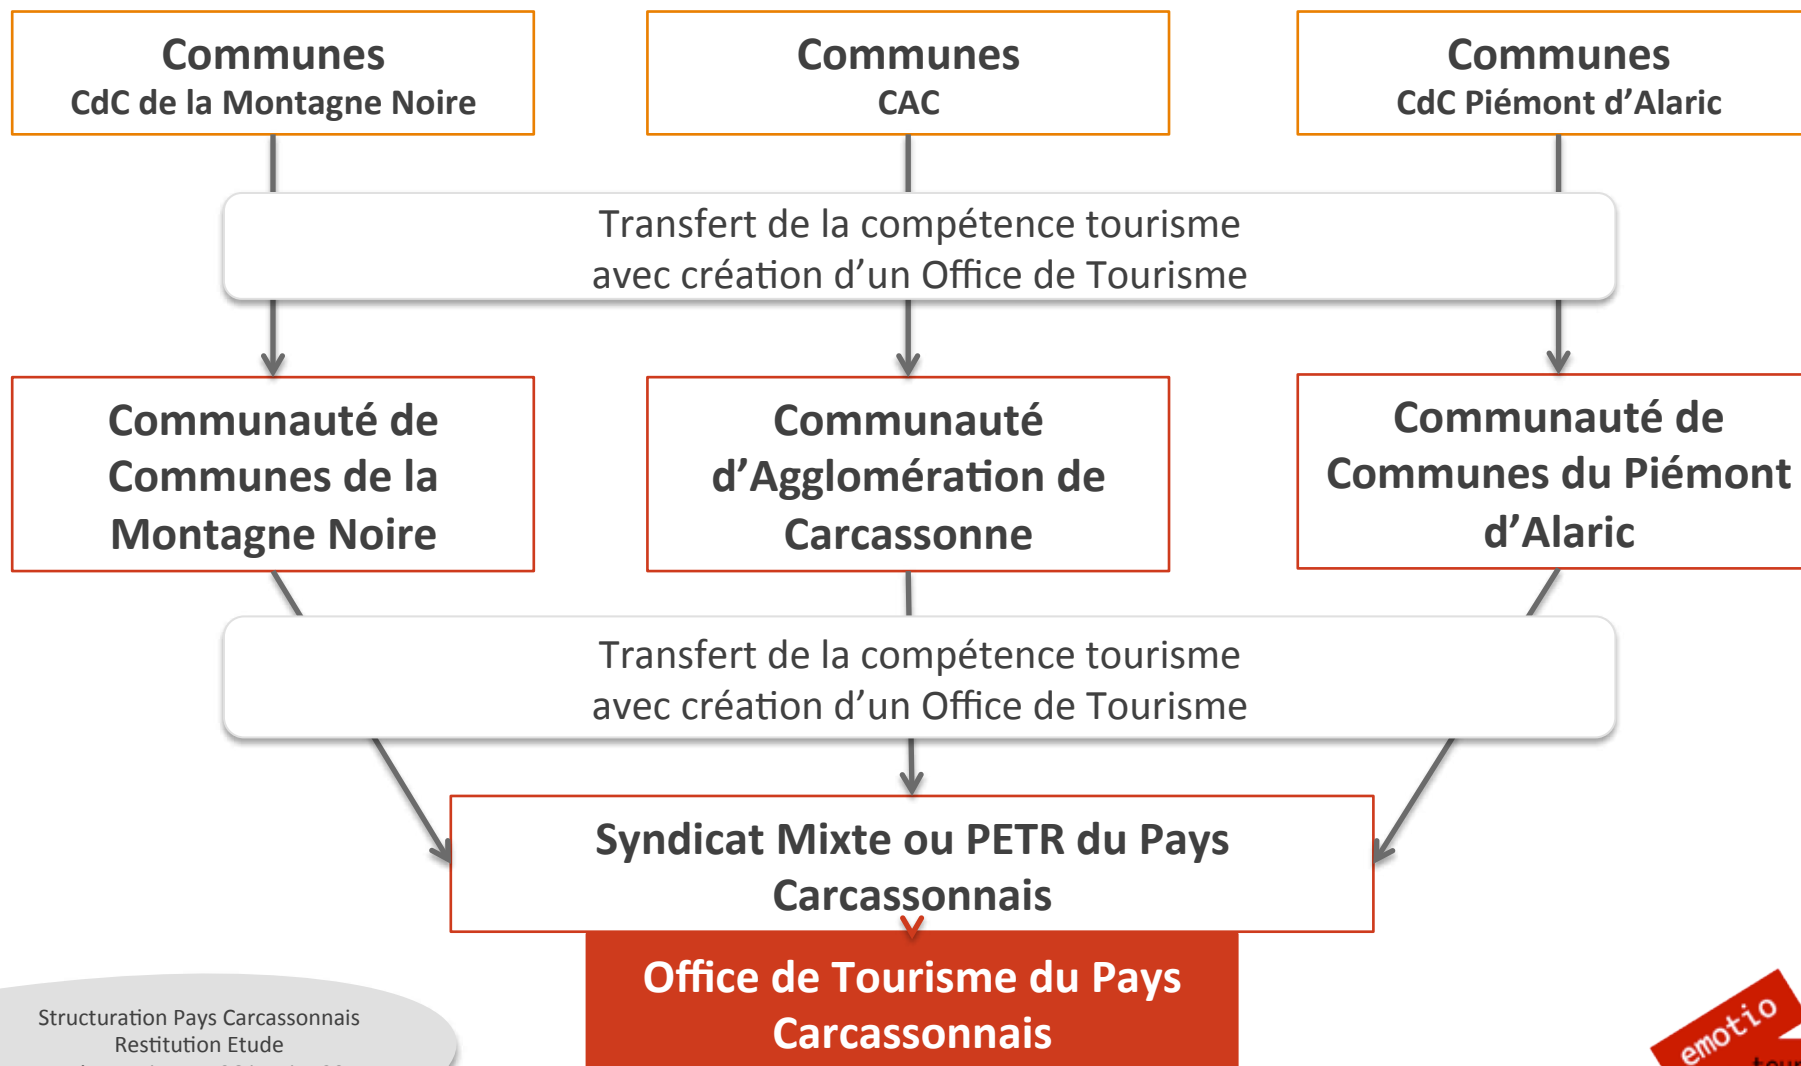 Communes
CdC de la Montagne Noire
Communes
CAC
Communes
CdC Piémont d’Alaric
Transfert de la compétence tourisme
avec création d’un Office de Tourisme
Communauté de
Communes de la
Montagne Noire
Communauté
d’Agglomération de
Carcassonne
Communauté de
Communes du Piémont
d’Alaric
Transfert de la compétence tourisme
avec création d’un Office de Tourisme
Syndicat Mixte ou PETR du Pays
Carcassonnais
Office de Tourisme du Pays
Carcassonnais
Structuration Pays Carcassonnais
Restitution Etude
emotio